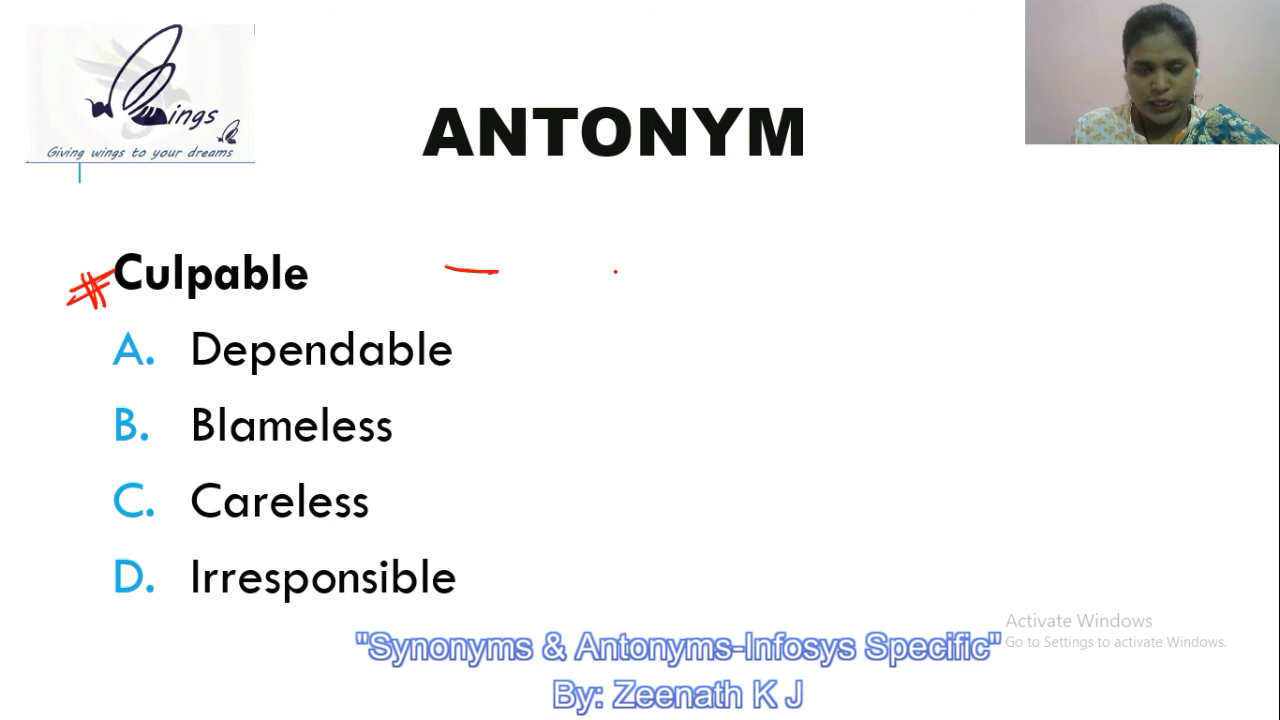 ings
Giving wings to your dreams
ANTONYM
Culpable
A. Dependable
B. Blameless
C. Careless
D. Irresponsible
Activate Windows
Go to Settings to activate Windows.
"Synonyms & Antonyms-Infosys Specific"
By: Zeenath K J